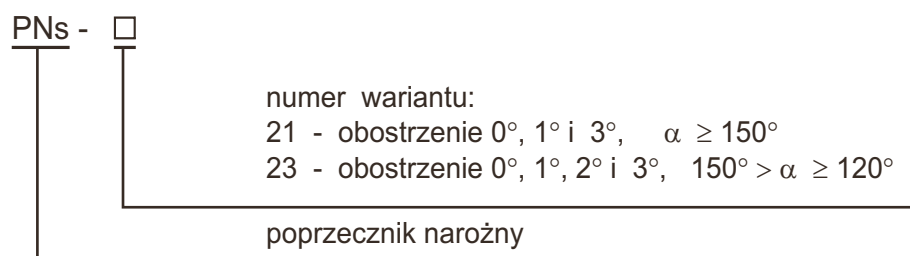 PNs - □
numer wariantu:
21 - obostrzenie 0°, 1° i 3°, α ≥ 150°
23 - obostrzenie 0°, 1°, 2° i 3°, 150° > α ≥ 120°
poprzecznik narożny